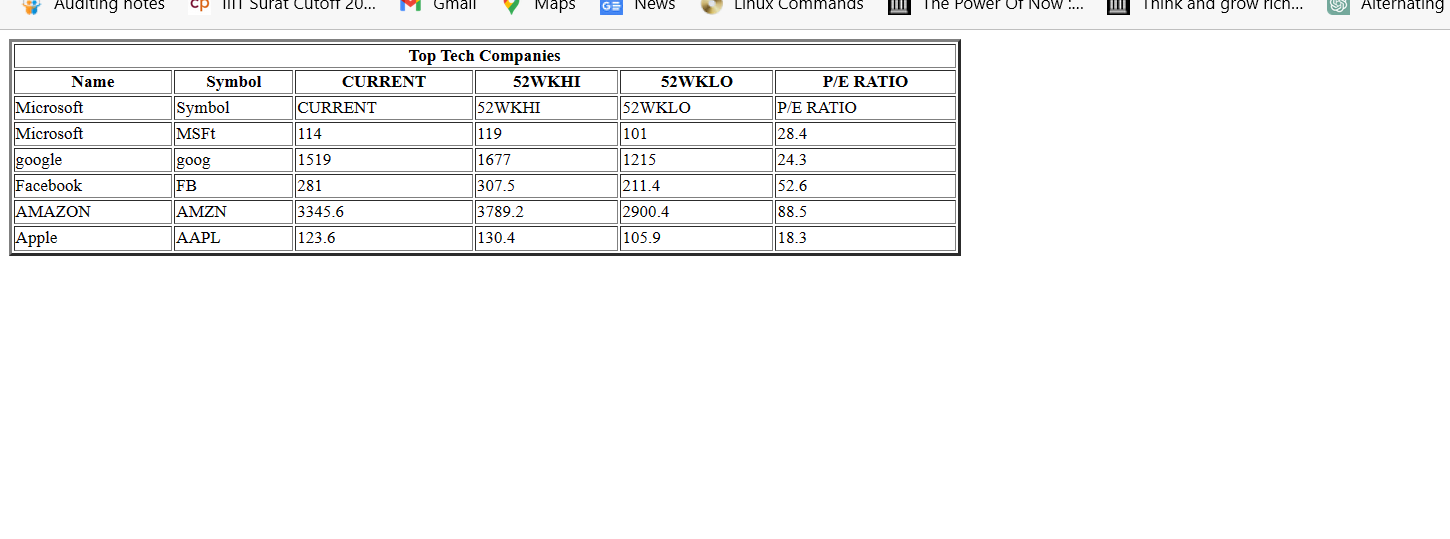 Auditing notes cp IIIT Surat Cutoff 20... Gmail Maps GE News Linux Commands The Power Of Now :... Think and grow rich... Alternating
Top Tech Companies
Name Symbol CURRENT 52WKHI 52WKLO P/E RATIO
Microsoft Symbol CURRENT 52WKHI 52WKLO P/E RATIO
Microsoft MSFt 114 119 101 28.4
google goog 1519 1677 1215 24.3
Facebook FB 281 307.5 211.4 52.6
AMAZON AMZN 3345.6 3789.2 2900.4 88.5
Apple AAPL 123.6 130.4 105.9 18.3